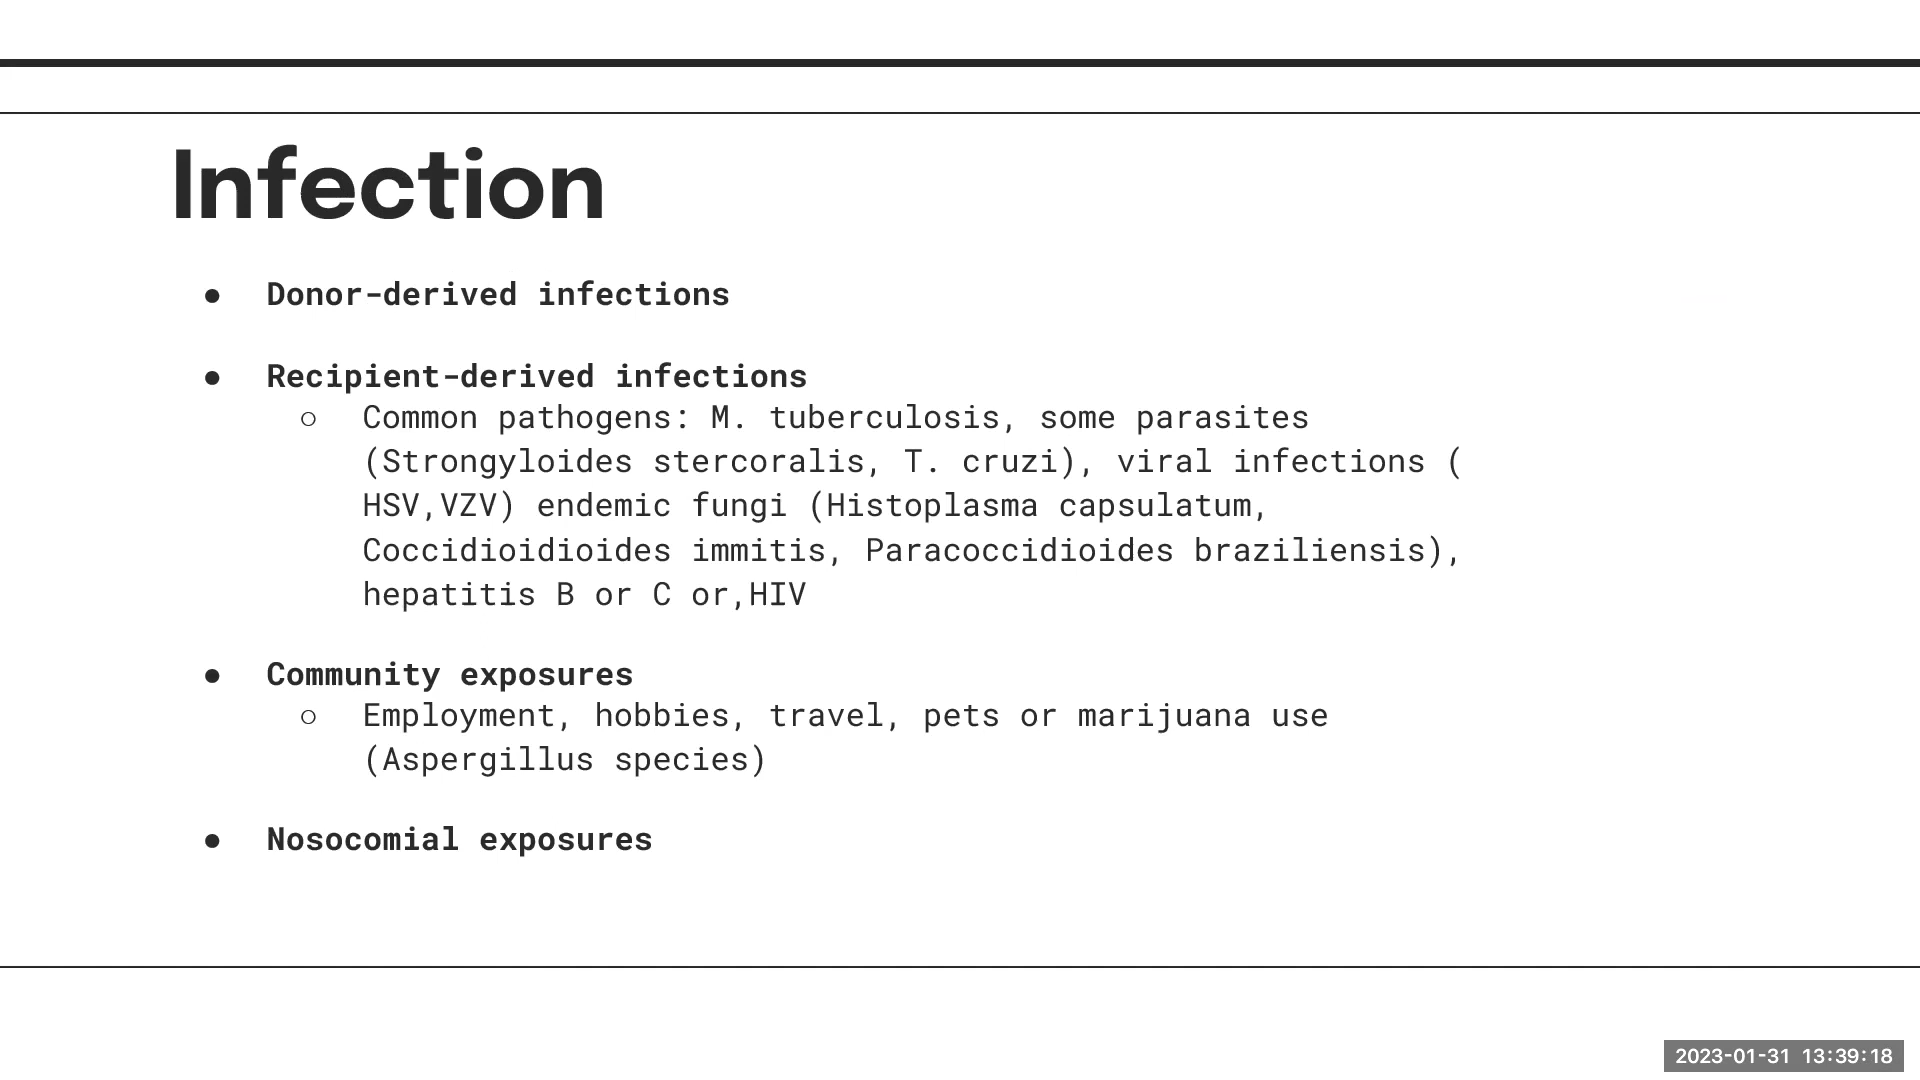 Infection
● Donor-derived infections
● Recipient-derived infections
○ Common pathogens: M. tuberculosis, some parasites
(Strongyloides stercoralis, T. cruzi), viral infections (
HSV,VZV) endemic fungi (Histoplasma capsulatum,
Coccidioidioides immitis, Paracoccidioides braziliensis),
hepatitis B or C or,HIV
● Community exposures
○ Employment, hobbies, travel, pets or marijuana use
(Aspergillus species)
● Nosocomial exposures
2023-01-31 13:39:18